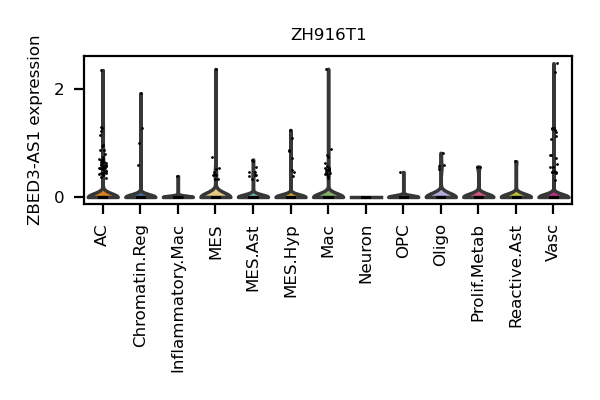 ZH916T1
ZBED3-AS1 expression
2
0
AC
Chromatin.Reg
Inflammatory.Mac
MES
MES.Ast
MES.Hyp
Mac
Neuron
OPC
Oligo
Prolif.Metab
Reactive.Ast
Vasc